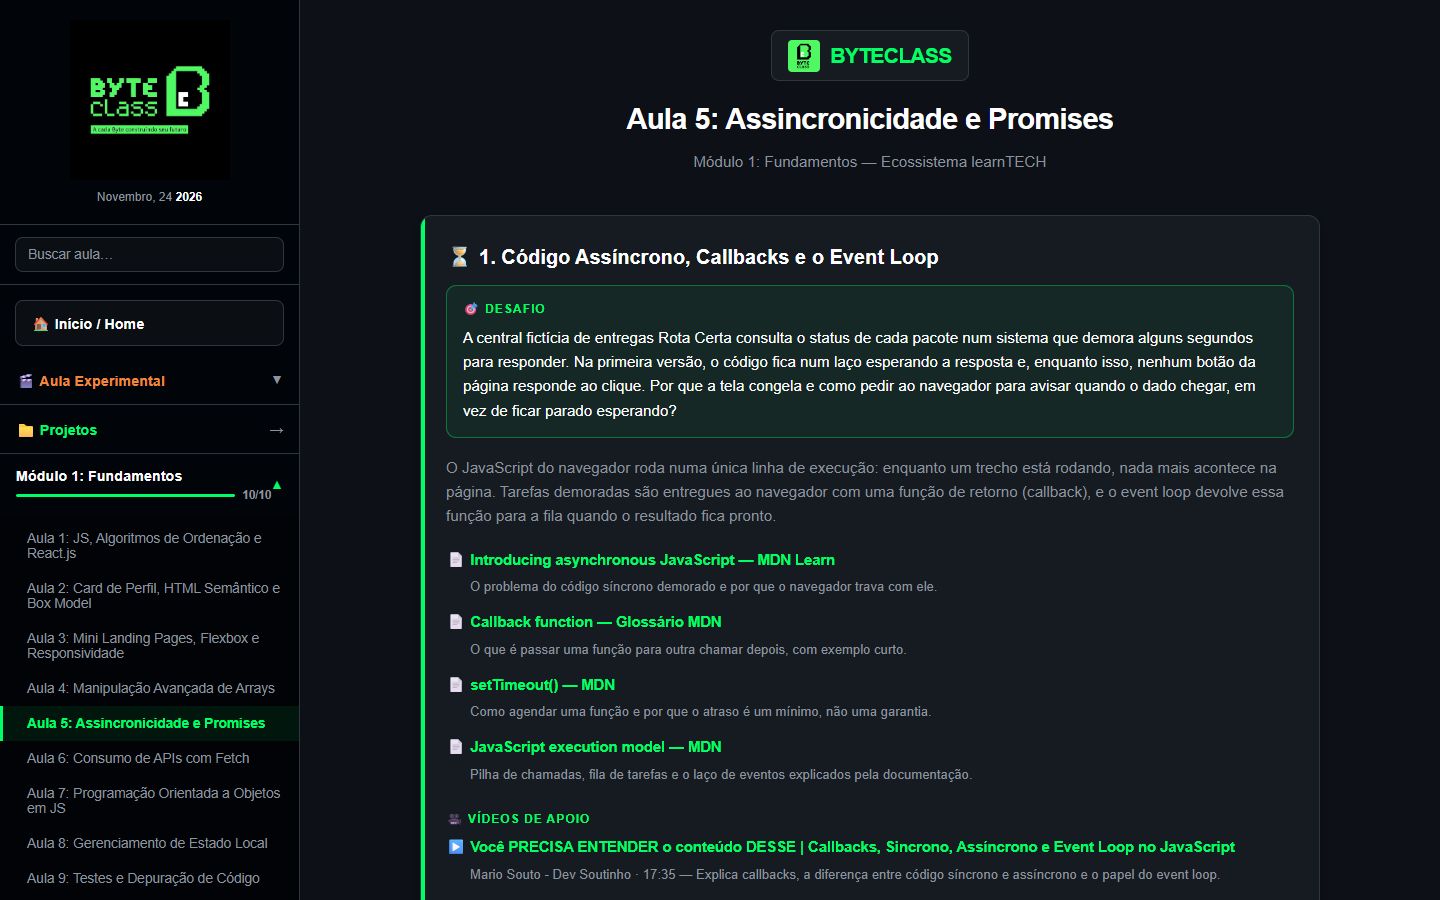 BYTE
class
A cada Byte construindo seu futuro
Novembro, 24 2026
Buscar aula...
Início / Home
Aula Experimental
Projetos
Módulo 1: Fundamentos
10/10
Aula 1: JS, Algoritmos de Ordenação e
React.js
Aula 2: Card de Perfil, HTML Semântico e
Box Model
Aula 3: Mini Landing Pages, Flexbox e
Responsividade
Aula 4: Manipulação Avançada de Arrays
Aula 5: Assincronicidade e Promises
Aula 6: Consumo de APIs com Fetch
Aula 7: Programação Orientada a Objetos
em JS
Aula 8: Gerenciamento de Estado Local
Aula 9: Testes e Depuração de Código
BYTECLASS
Aula 5: Assincronicidade e Promises
Módulo 1: Fundamentos — Ecossistema learnTECH
1. Código Assíncrono, Callbacks e o Event Loop
DESAFIO
A central fictícia de entregas Rota Certa consulta o status de cada pacote num sistema que demora alguns segundos
para responder. Na primeira versão, o código fica num laço esperando a resposta e, enquanto isso, nenhum botão da
página responde ao clique. Por que a tela congela e como pedir ao navegador para avisar quando o dado chegar, em
vez de ficar parado esperando?
O JavaScript do navegador roda numa única linha de execução: enquanto um trecho está rodando, nada mais acontece na
página. Tarefas demoradas são entregues ao navegador com uma função de retorno (callback), e o event loop devolve essa
função para a fila quando o resultado fica pronto.
Introducing asynchronous JavaScript — MDN Learn
O problema do código síncrono demorado e por que o navegador trava com ele.
Callback function — Glossário MDN
O que é passar uma função para outra chamar depois, com exemplo curto.
setTimeout() — MDN
Como agendar uma função e por que o atraso é um mínimo, não uma garantia.
JavaScript execution model — MDN
Pilha de chamadas, fila de tarefas e o laço de eventos explicados pela documentação.
VÍDEOS DE APOIO
Você PRECISA ENTENDER o conteúdo DESSE | Callbacks, Sincrono, Assíncrono e Event Loop no JavaScript
Mario Souto - Dev Soutinho · 17:35 — Explica callbacks, a diferença entre código síncrono e assíncrono e o papel do event loop.